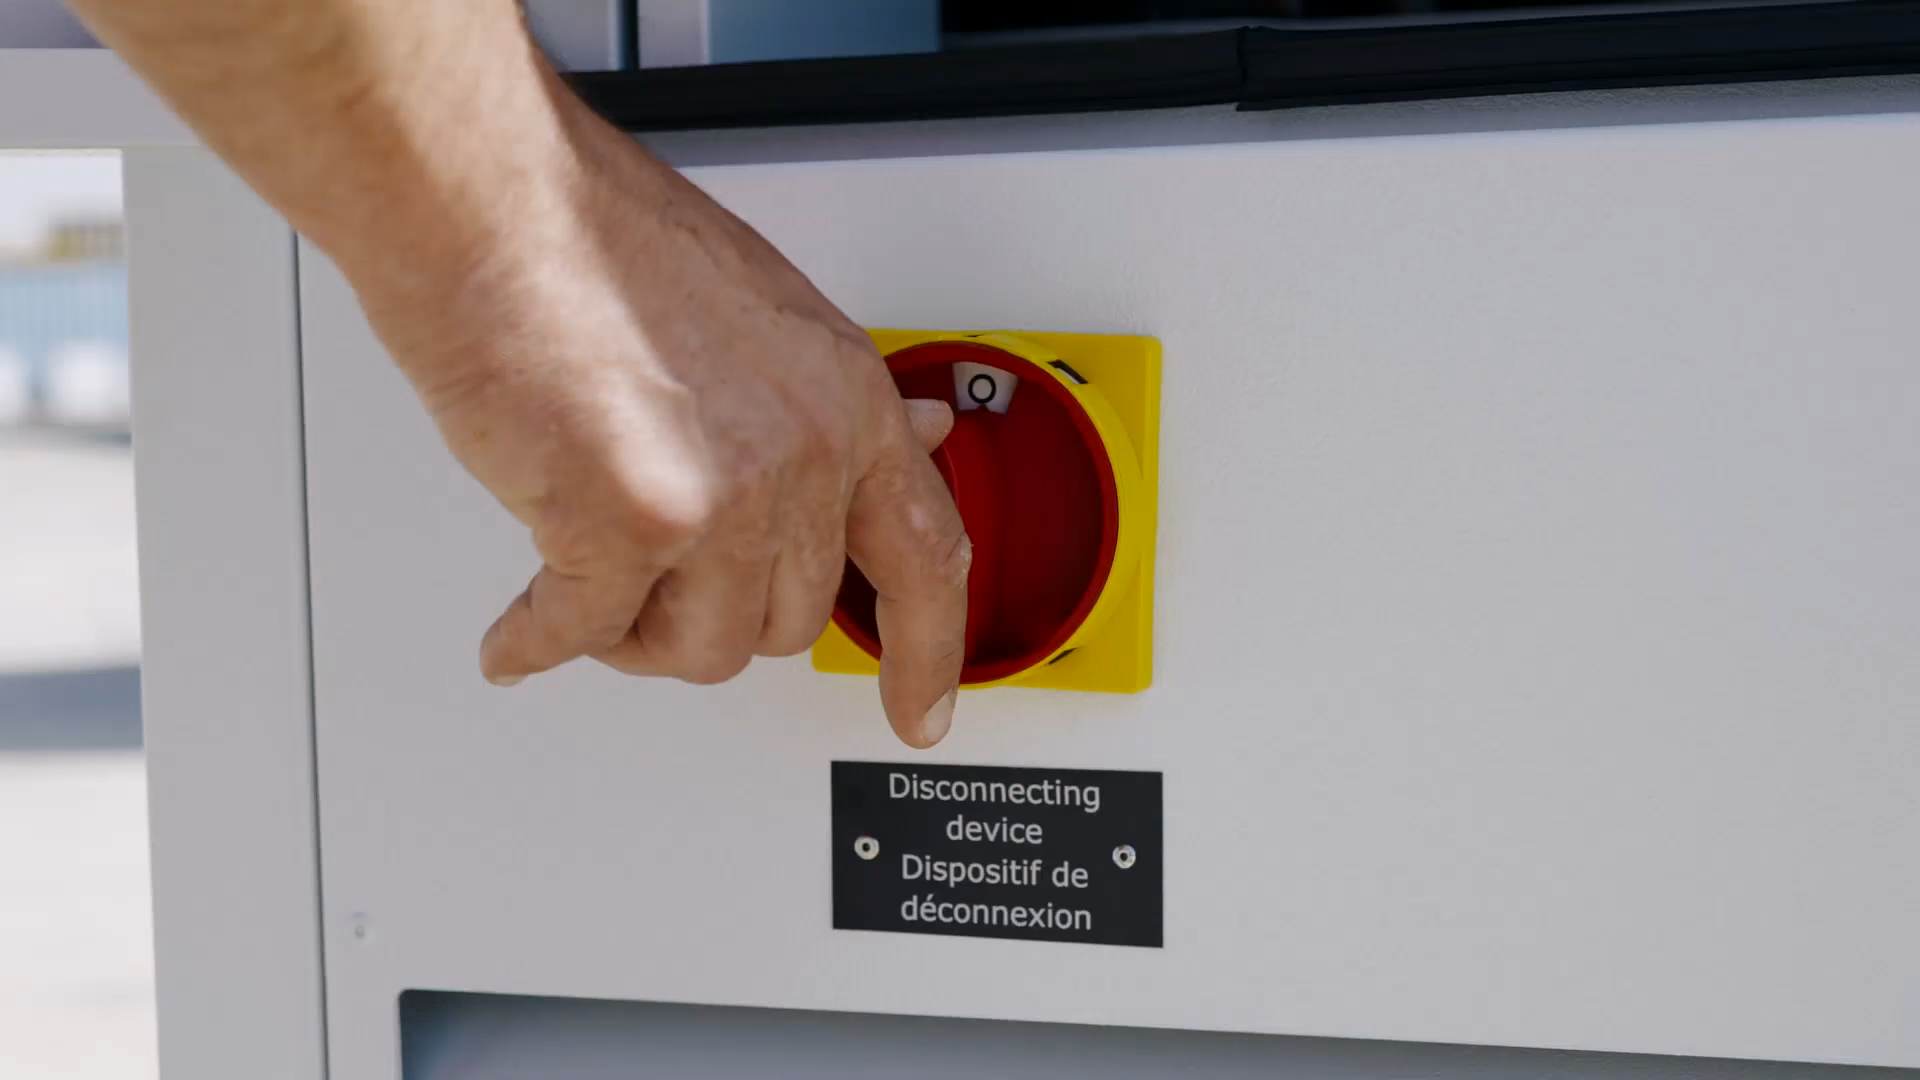 O
Disconnecting
device
Dispositif de
déconnexion